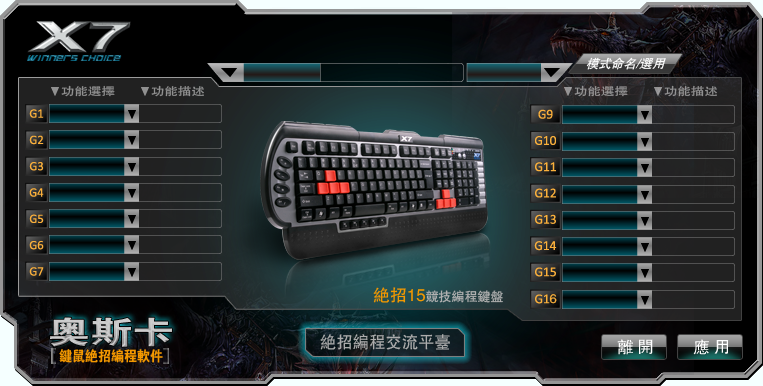 X7
WINNERS CHOICE
模式命名/選用
▼功能選擇 ▼功能描述
▼功能選擇 ▼功能描述
G1
G2
G3
G4
G5
G6
G7
G9
G10
G11
G12
G13
G14
G15
G16
X7
X7
絕招15競技編程鍵盤
奧斯卡
[鍵鼠絕招編程軟件]
絕招編程交流平臺
離開
應用